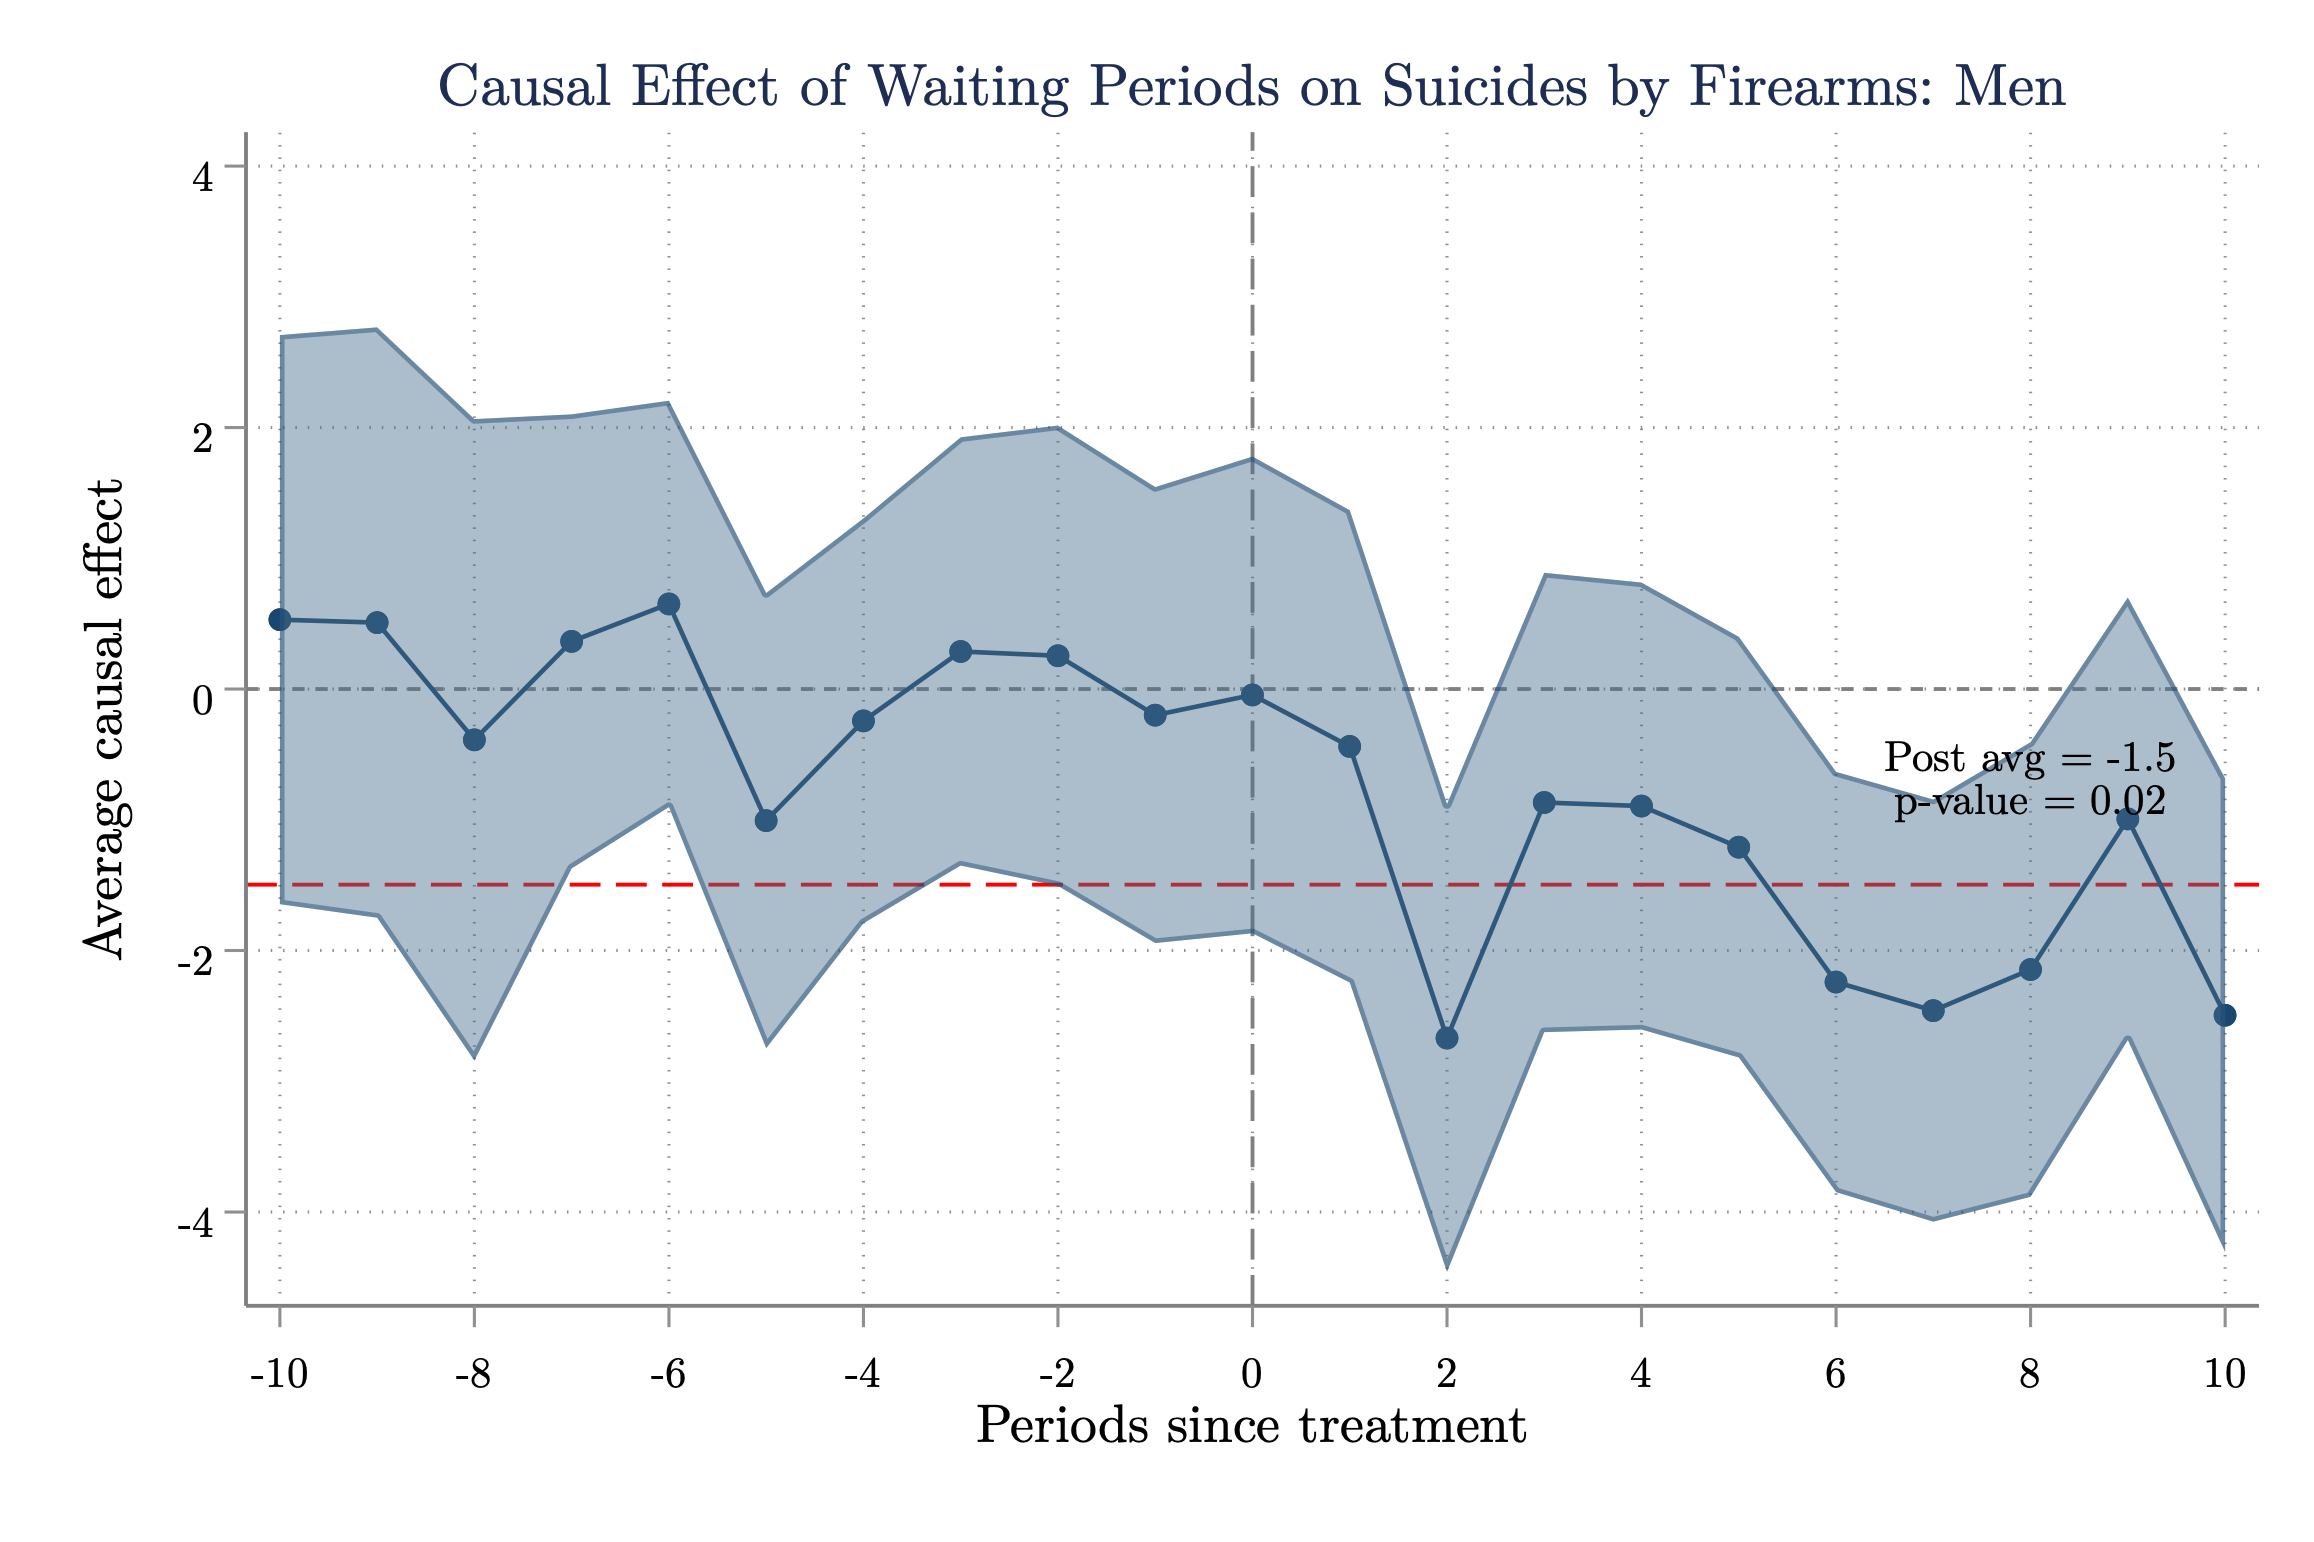 Causal Effect of Waiting Periods on Suicides by Firearms: Men
4
2
0
-2
-4
Average causal effect
Post avg = -1.5
p-value = 0.02
-10 -8 -6 -4 -2 0 2 4 6 8 10
Periods since treatment